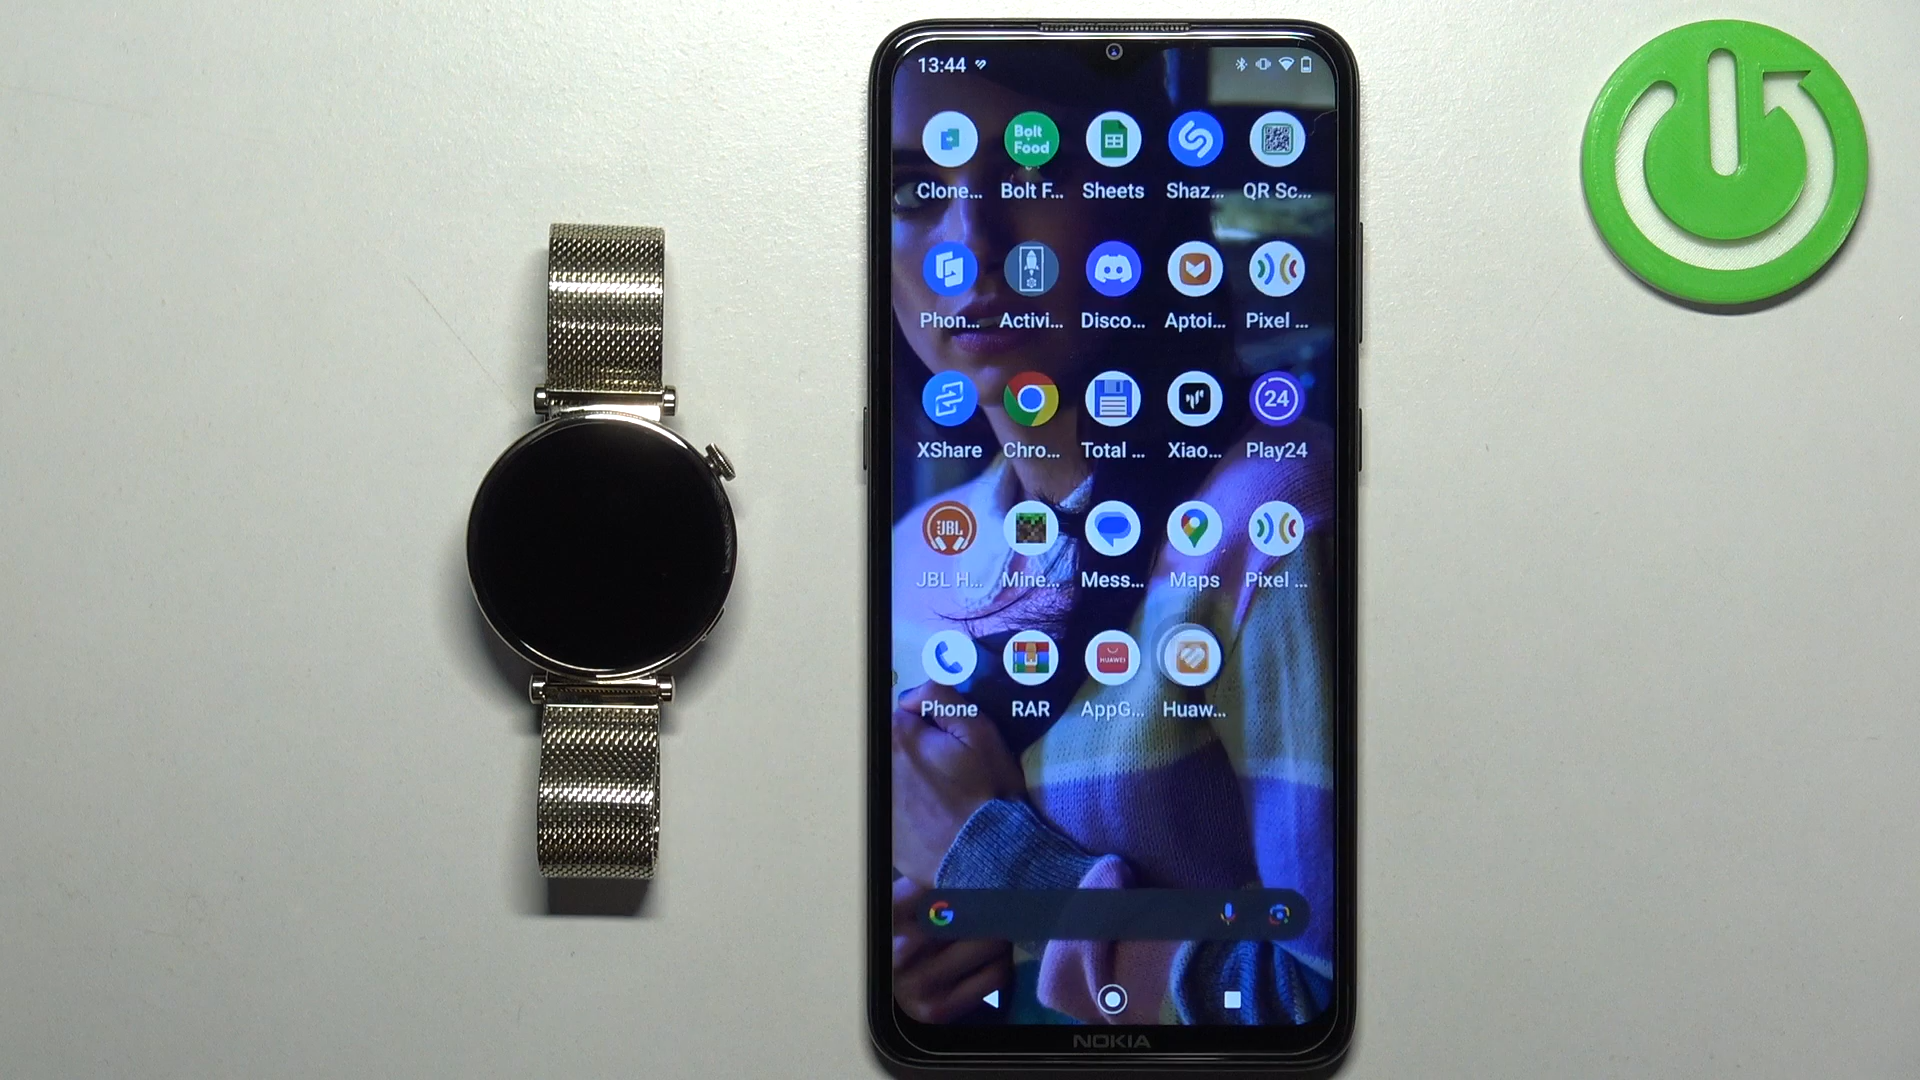 13:44
Bolt
Food
Clone... Bolt F... Sheets Shaz... QR Sc...
Phon... Activi... Disco... Aptoi... Pixel ...
24
XShare Chro... Total ... Xiao... Play24
JBL
JBL H... Mine... Mess... Maps Pixel ...
HUAWEI
Phone RAR AppG... Huaw...
G
NOKIA